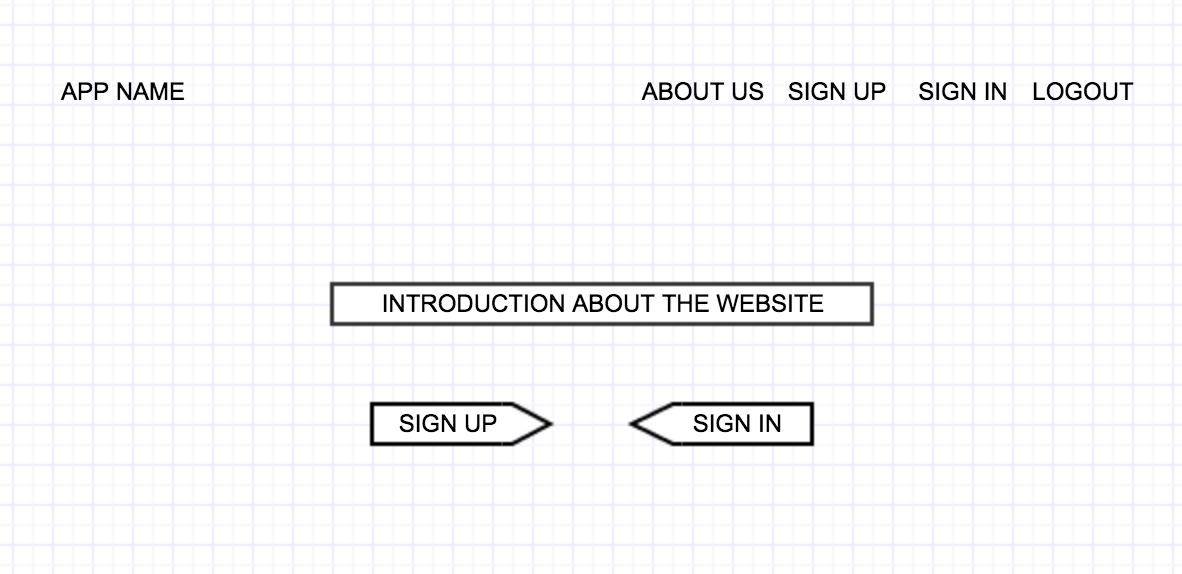 APP NAME ABOUT US SIGN UP SIGN IN LOGOUT
INTRODUCTION ABOUT THE WEBSITE
SIGN UP SIGN IN